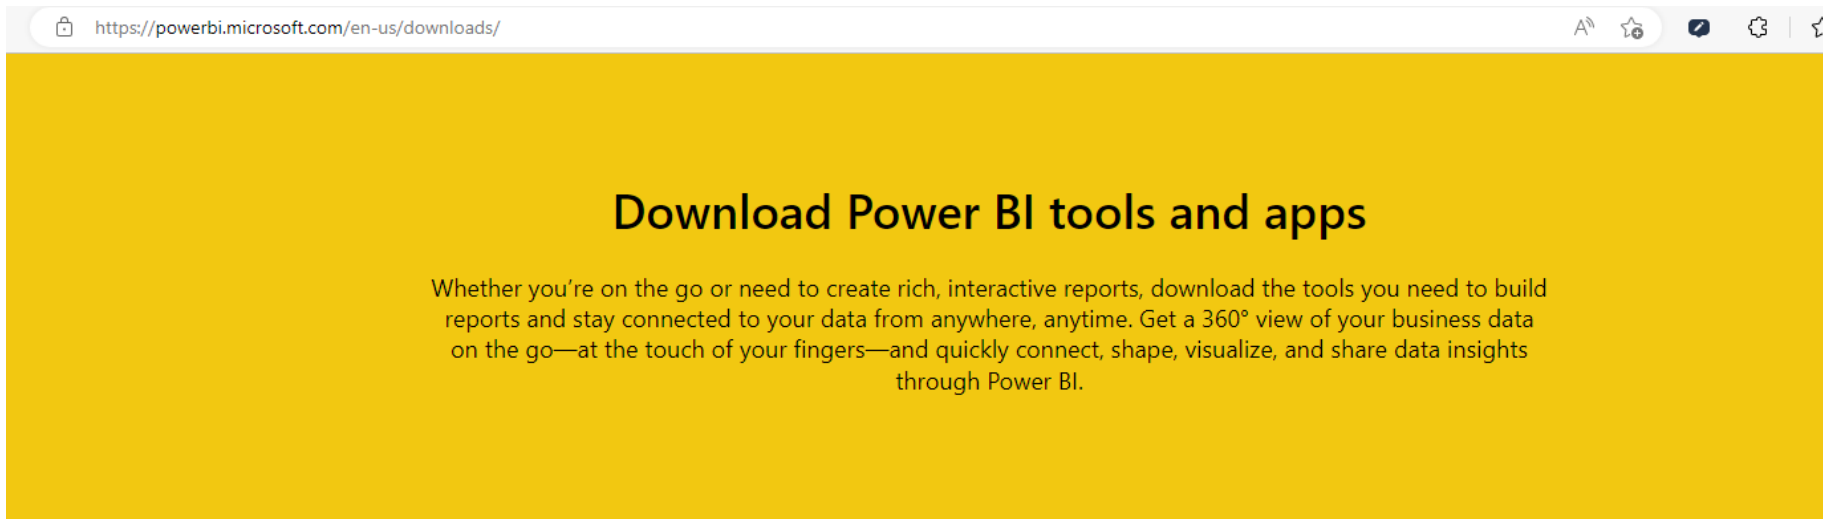 https://powerbi.microsoft.com/en-us/downloads/
Download Power BI tools and apps
Whether you’re on the go or need to create rich, interactive reports, download the tools you need to build
reports and stay connected to your data from anywhere, anytime. Get a 360° view of your business data
on the go—at the touch of your fingers—and quickly connect, shape, visualize, and share data insights
through Power BI.